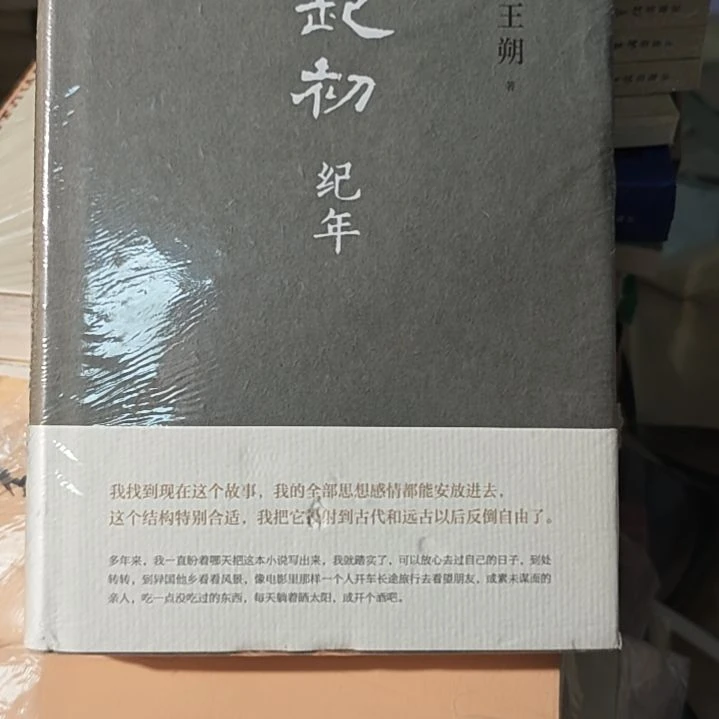 起初
纪年
王朔
著
我找到现在这个故事，我的全部思想感情都能安放进去，
这个结构特别合适，我把它射到古代和远古以后反倒自由了。
多年来，我一直盼着哪天把这本小说写出来，我就踏实了，可以放心去过自己的日子，到处
转转，到异国他乡看看风景，像电影里那样一个人开车长途旅行去看望朋友，或素未谋面的
亲人，吃一点没吃过的东西，每天躺着晒太阳，或开个酒吧。